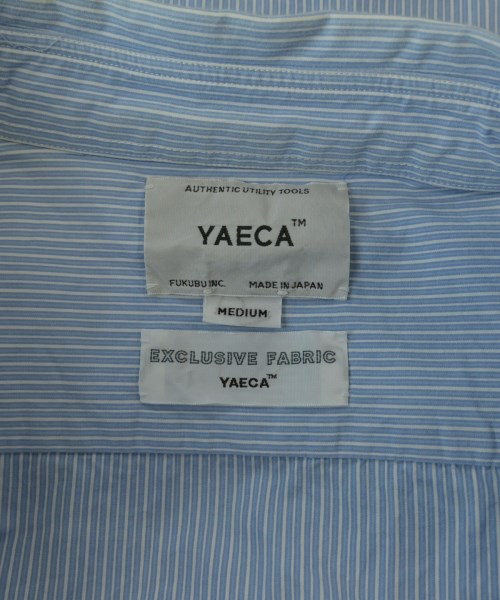 AUTHENTIC UTILITY TOOLS
YAECA™
FUKUBU INC. MADE IN JAPAN
MEDIUM
EXCLUSIVE FABRIC
YAECA™